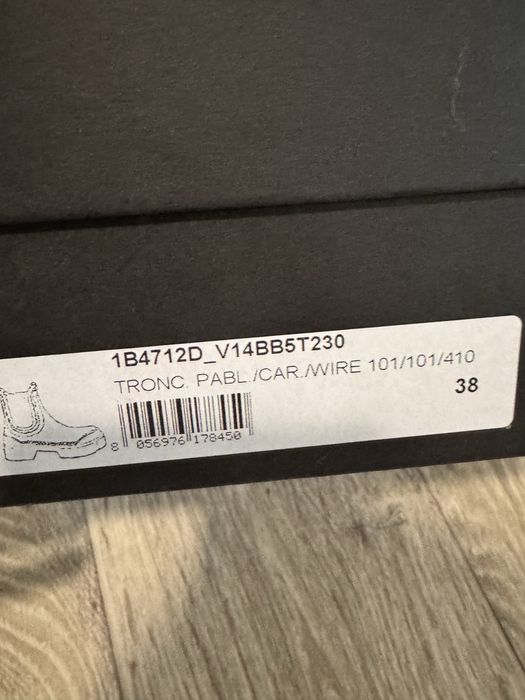 1B4712D_V14BB5T230
TRONC. PABL./CAR./WIRE 101/101/410
38
8 056976 178450